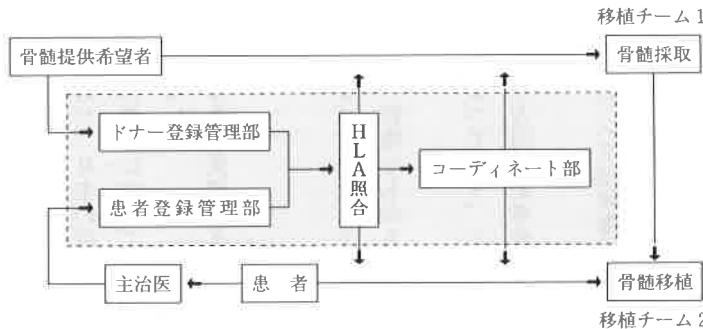 移植チーム 1
骨髄提供希望者
骨髄採取
ドナー登録管理部
HLA照合
コーディネート部
患者登録管理部
主治医
患 者
骨髄移植
移植チーム 2